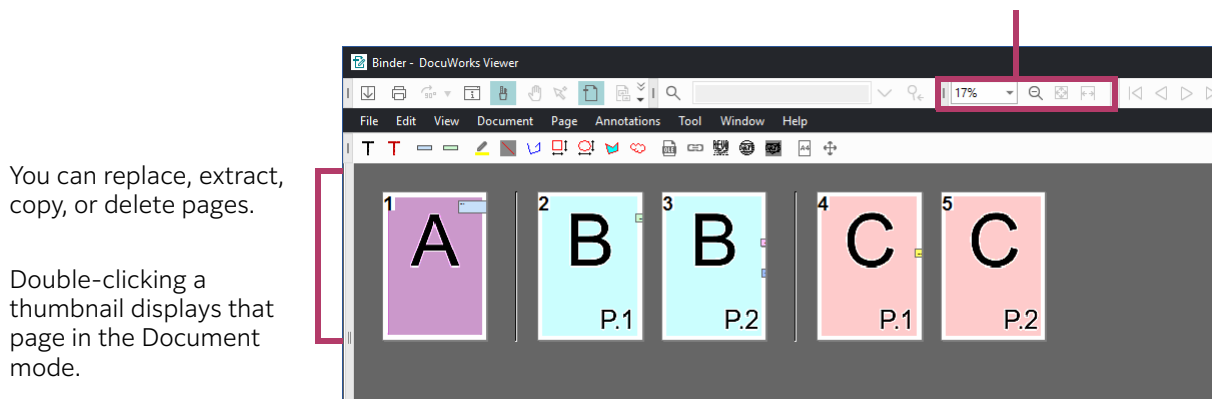 Binder - DocuWorks Viewer
17%
File Edit View Document Page Annotations Tool Window Help
T T
You can replace, extract,
copy, or delete pages.
Double-clicking a
thumbnail displays that
page in the Document
mode.
1 2 3 4 5
A B B C C
P.1 P.2 P.1 P.2